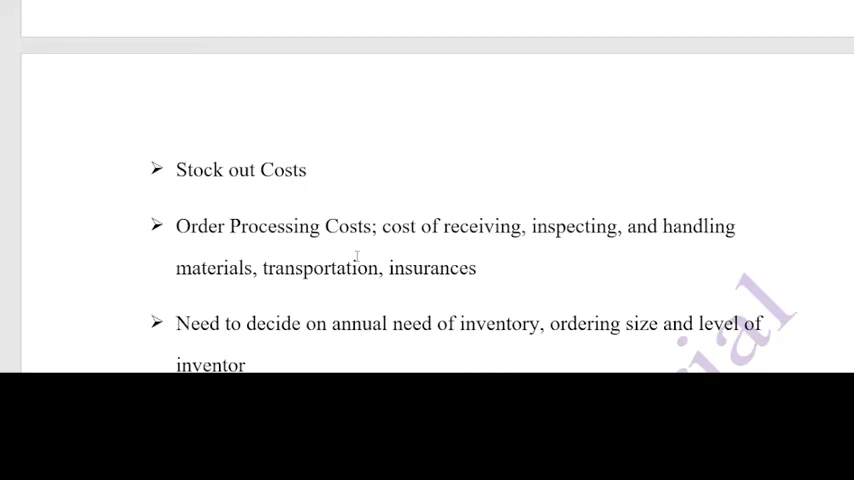 ➢ Stock out Costs
➢ Order Processing Costs; cost of receiving, inspecting, and handling
materials, transportation, insurances
➢ Need to decide on annual need of inventory, ordering size and level of
inventor
ial